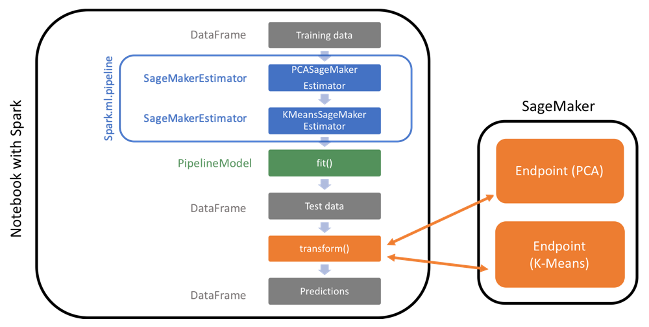 Notebook with Spark
DataFrame
Training data
Spark.ml.pipeline
SageMakerEstimator
PCASageMaker
Estimator
SageMakerEstimator
KMeansSageMaker
Estimator
PipelineModel
fit()
DataFrame
Test data
transform()
DataFrame
Predictions
SageMaker
Endpoint (PCA)
Endpoint
(K-Means)